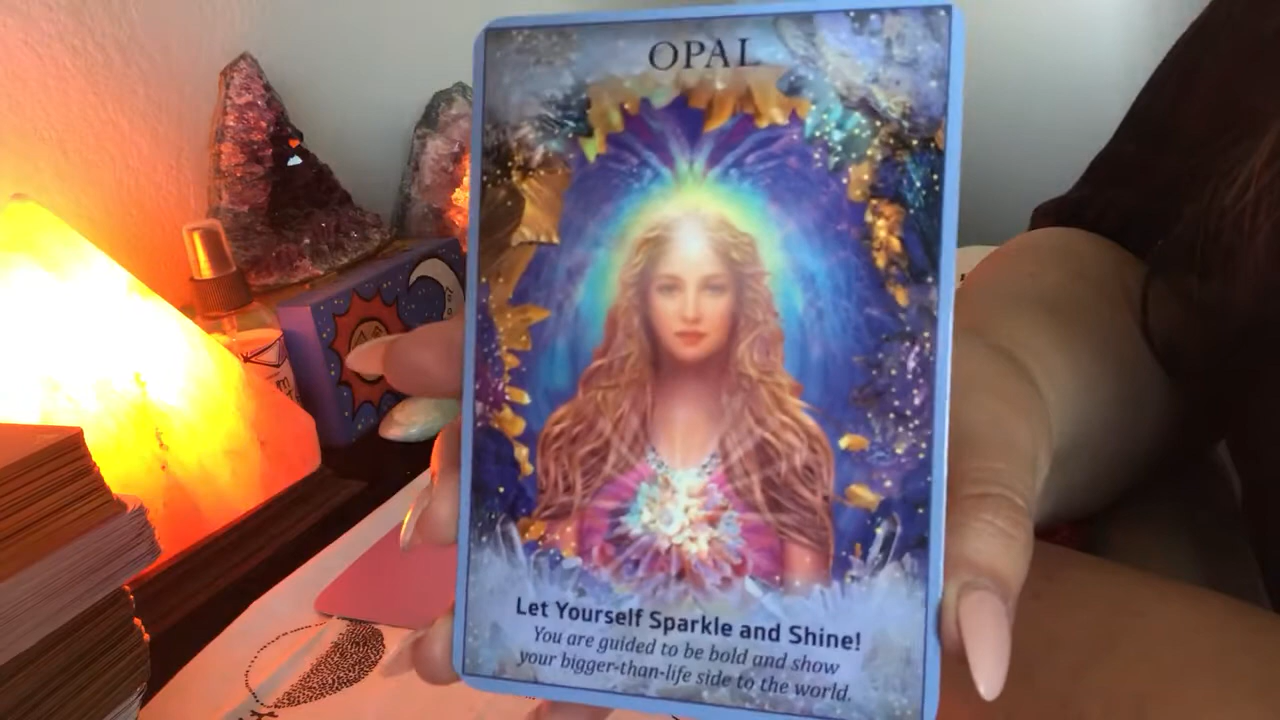 OPAL
Let Yourself Sparkle and Shine!
You are guided to be bold and show
your bigger-than-life side to the world.